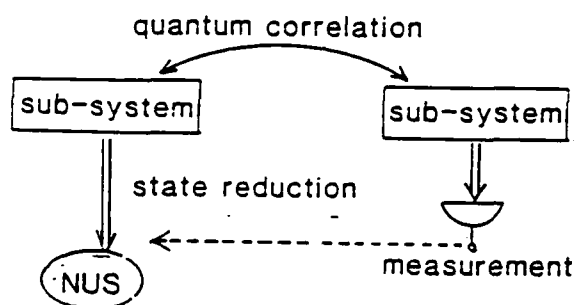 quantum correlation
sub-system
sub-system
state reduction
NUS
measurement